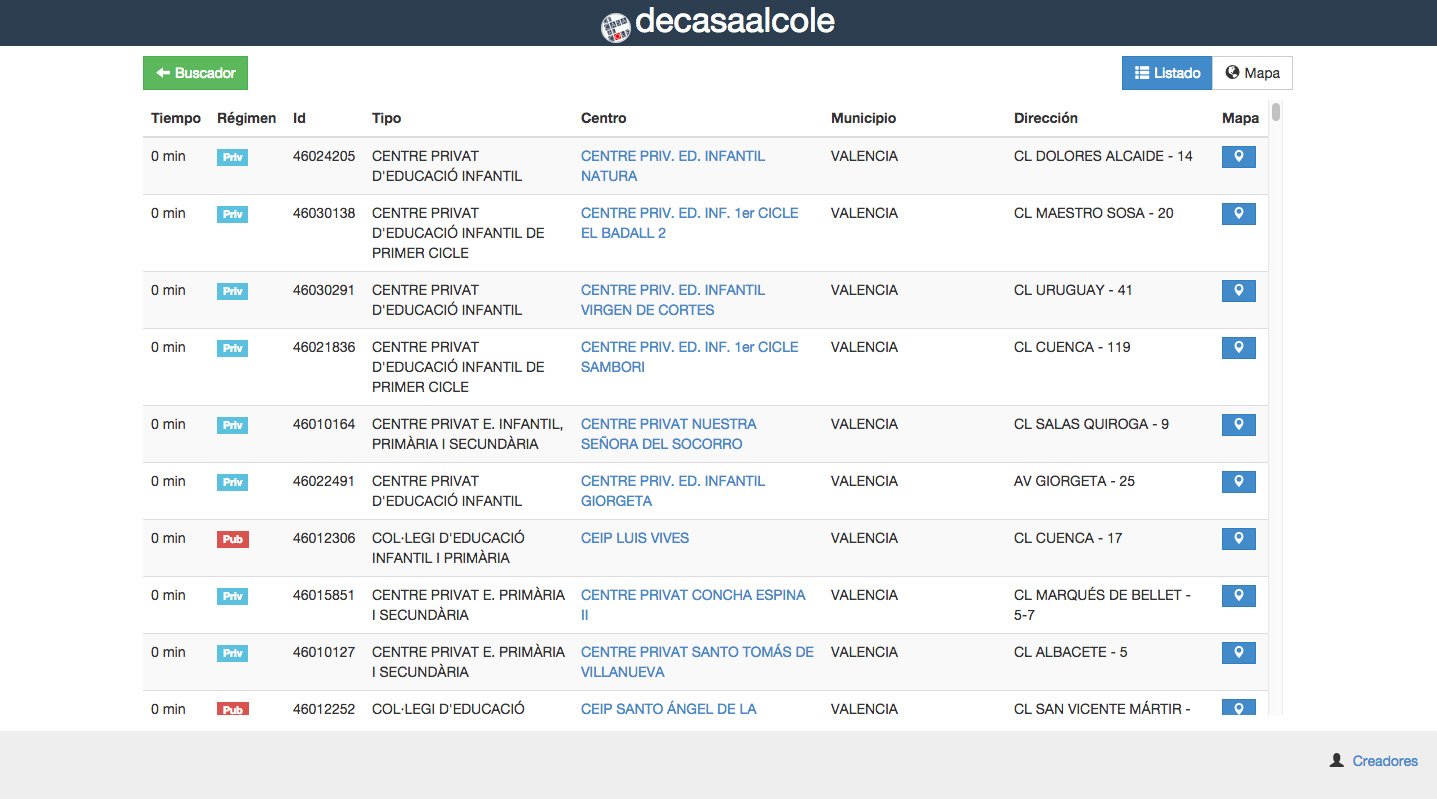 decasaalcole
Buscador
Listado Mapa
Tiempo Régimen Id Tipo Centro Municipio Dirección Mapa
0 min Priv 46024205 CENTRE PRIVAT CENTRE PRIV. ED. INFANTIL VALENCIA CL DOLORES ALCAIDE - 14
D'EDUCACIÓ INFANTIL NATURA
0 min Priv 46030138 CENTRE PRIVAT CENTRE PRIV. ED. INF. 1er CICLE VALENCIA CL MAESTRO SOSA - 20
D'EDUCACIÓ INFANTIL DE EL BADALL 2
PRIMER CICLE
0 min Priv 46030291 CENTRE PRIVAT CENTRE PRIV. ED. INFANTIL VALENCIA CL URUGUAY - 41
D'EDUCACIÓ INFANTIL VIRGEN DE CORTES
0 min Priv 46021836 CENTRE PRIVAT CENTRE PRIV. ED. INF. 1er CICLE VALENCIA CL CUENCA - 119
D'EDUCACIÓ INFANTIL DE SAMBORI
PRIMER CICLE
0 min Priv 46010164 CENTRE PRIVAT E. INFANTIL, CENTRE PRIVAT NUESTRA VALENCIA CL SALAS QUIROGA - 9
PRIMÀRIA I SECUNDÀRIA SEÑORA DEL SOCORRO
0 min Priv 46022491 CENTRE PRIVAT CENTRE PRIV. ED. INFANTIL VALENCIA AV GIORGETA - 25
D'EDUCACIÓ INFANTIL GIORGETA
0 min Pub 46012306 COL·LEGI D'EDUCACIÓ CEIP LUIS VIVES VALENCIA CL CUENCA - 17
INFANTIL I PRIMÀRIA
0 min Priv 46015851 CENTRE PRIVAT E. PRIMÀRIA CENTRE PRIVAT CONCHA ESPINA VALENCIA CL MARQUÉS DE BELLET -
I SECUNDÀRIA II 5-7
0 min Priv 46010127 CENTRE PRIVAT E. PRIMÀRIA CENTRE PRIVAT SANTO TOMÁS DE VALENCIA CL ALBACETE - 5
I SECUNDÀRIA VILLANUEVA
0 min Pub 46012252 COL·LEGI D'EDUCACIÓ CEIP SANTO ÁNGEL DE LA VALENCIA CL SAN VICENTE MÁRTIR -
Creadores